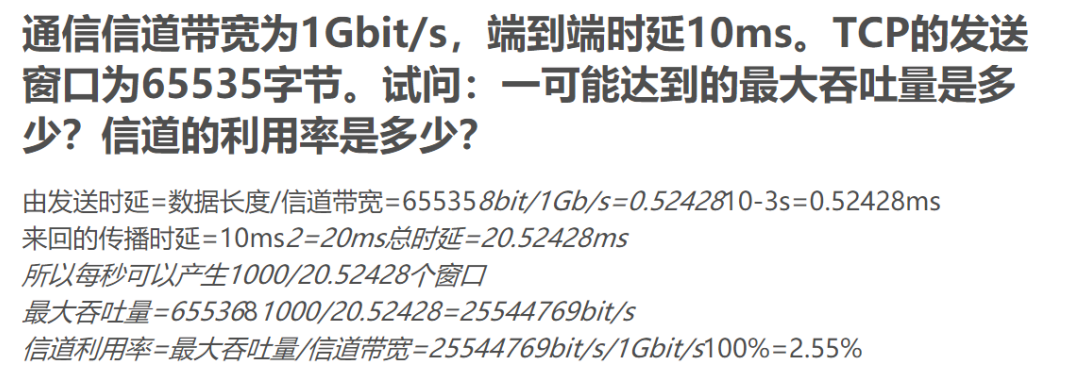 通信信道带宽为1Gbit/s，端到端时延10ms。TCP的发送
窗口为65535字节。试问：一可能达到的最大吞吐量是多
少？信道的利用率是多少？
由发送时延=数据长度/信道带宽=655358bit/1Gb/s=0.5242810-3s=0.52428ms
来回的传播时延=10ms2=20ms总时延=20.52428ms
所以每秒可以产生1000/20.52428个窗口
最大吞吐量=6553681000/20.52428=25544769bit/s
信道利用率=最大吞吐量/信道带宽=25544769bit/s/1Gbit/s100%=2.55%